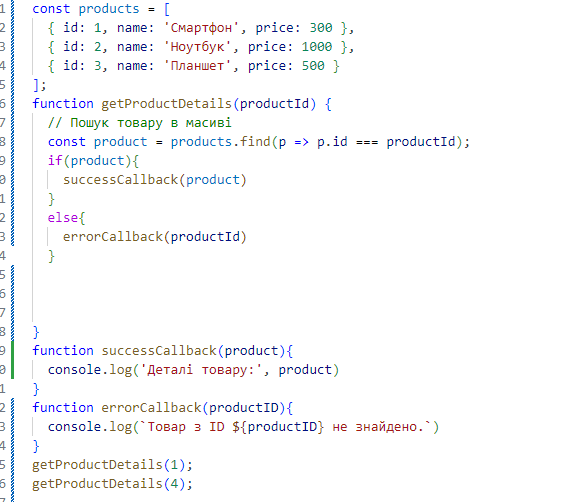 1 const products = [
2 { id: 1, name: 'Смартфон', price: 300 },
3 { id: 2, name: 'Ноутбук', price: 1000 },
4 { id: 3, name: 'Планшет', price: 500 }
5 ];
6 function getProductDetails(productId) {
7 // Пошук товару в масиві
8 const product = products.find(p => p.id === productId);
9 if(product){
0 successCallback(product)
1 }
2 else{
3 errorCallback(productId)
4 }
5
6
7
8 }
9 function successCallback(product){
0 console.log('Деталі товару:', product)
1 }
2 function errorCallback(productID){
3 console.log(`Товар з ID ${productID} не знайдено.`)
4 }
5 getProductDetails(1);
6 getProductDetails(4);